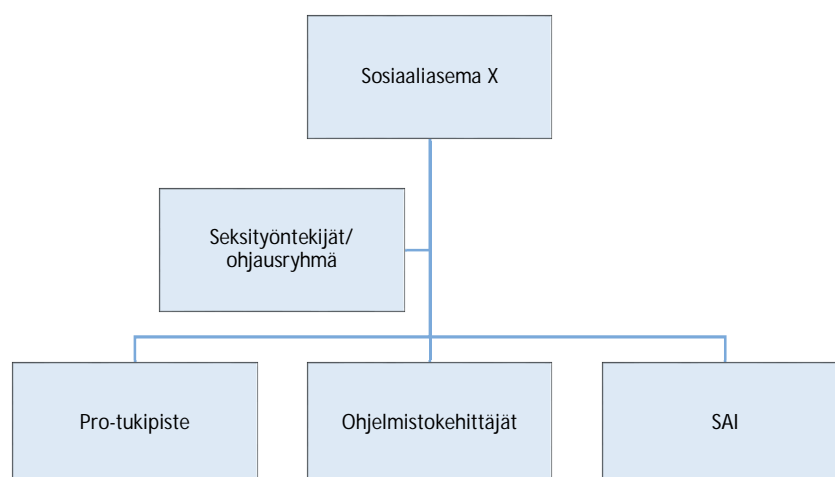 Sosiaaliasema X
Seksityöntekijät/
ohjausryhmä
Pro-tukipiste
Ohjelmistokehittäjät
SAI